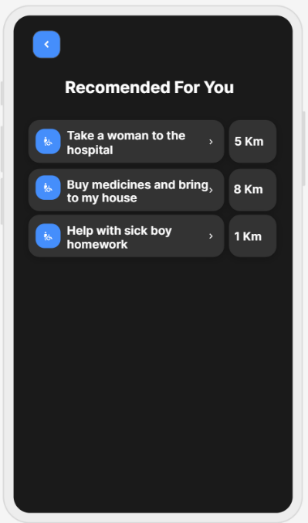 Recomended For You
Take a woman to the
hospital
5 Km
Buy medicines and bring
to my house
8 Km
Help with sick boy
homework
1 Km